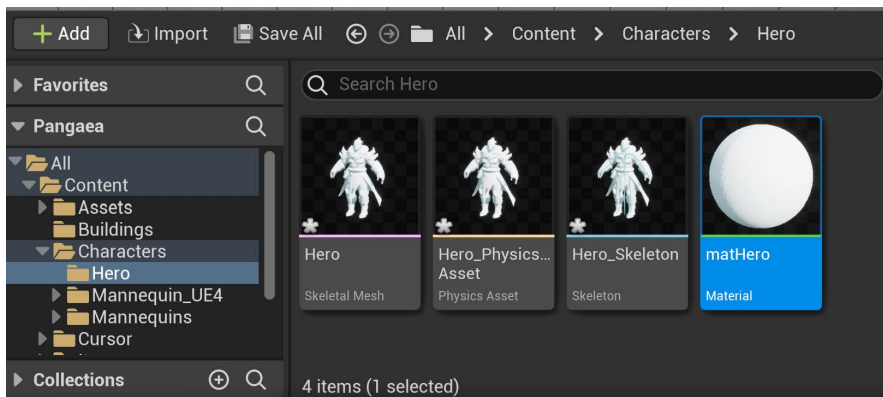 + Add Import Save All All > Content > Characters > Hero
Favorites
Pangaea
All
Content
Assets
Buildings
Characters
Hero
Mannequin_UE4
Mannequins
Cursor
Collections
Search Hero
Hero
Skeletal Mesh
Hero_Physics...
Asset
Physics Asset
Hero_Skeleton
Skeleton
matHero
Material
4 items (1 selected)